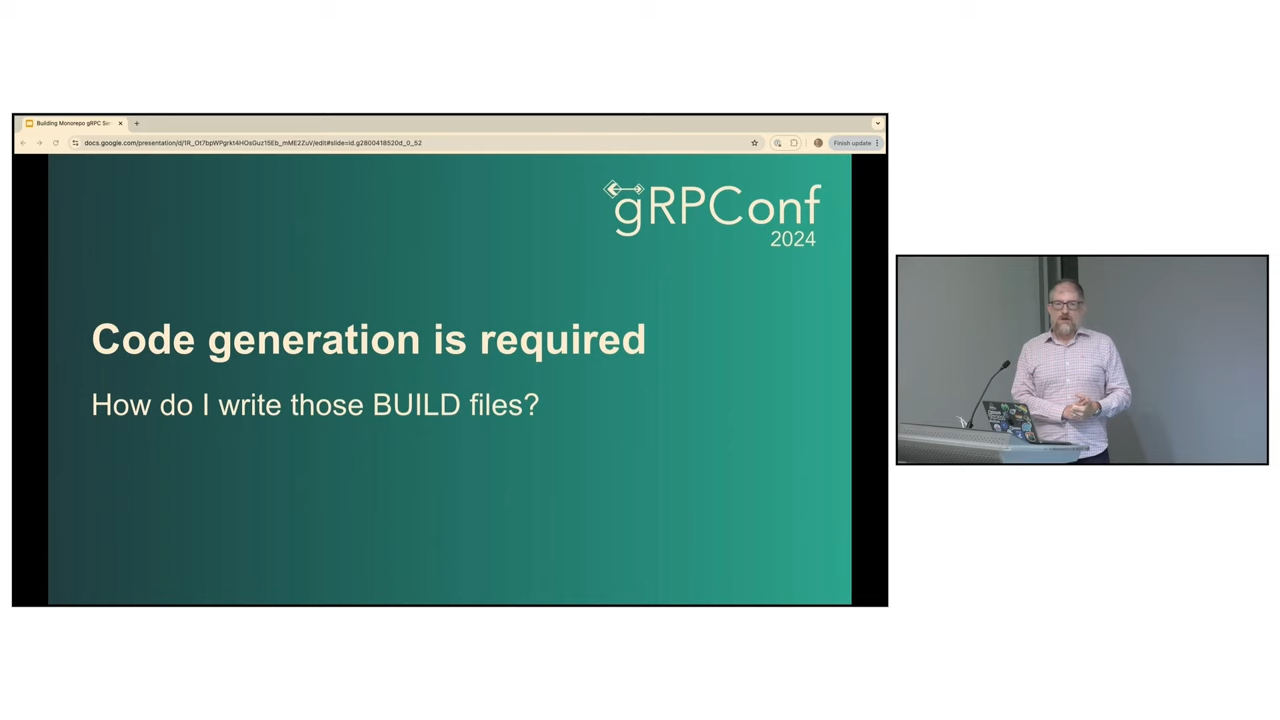 Building Monorepo gRPC Ser
docs.google.com/presentation/d/1R_Ot7bpWPgrkt4HOsGuz15Eb_mME2ZuV/edit#slide=id.g2800418520d_0_52
Finish update
gRPConf
2024
Code generation is required
How do I write those BUILD files?